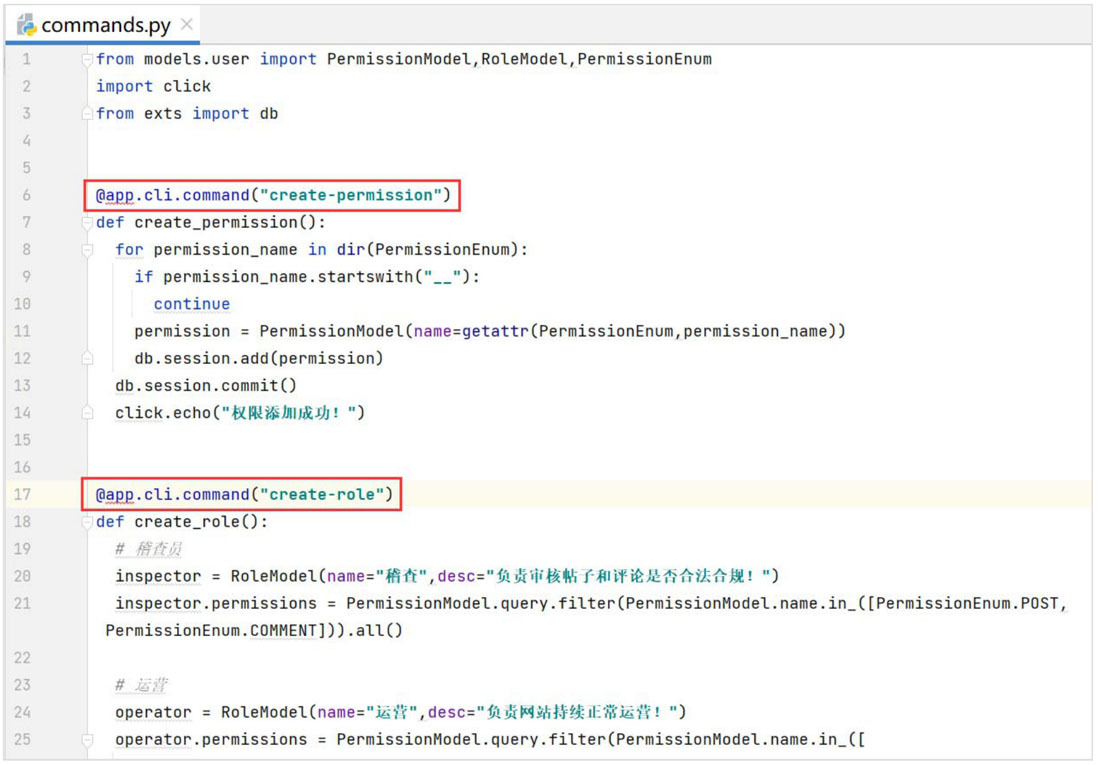 commands.py
1 from models.user import PermissionModel,RoleModel,PermissionEnum
2 import click
3 from exts import db
4
5
6 @app.cli.command("create-permission")
7 def create_permission():
8 for permission_name in dir(PermissionEnum):
9 if permission_name.startswith("__"):
10 continue
11 permission = PermissionModel(name=getattr(PermissionEnum,permission_name))
12 db.session.add(permission)
13 db.session.commit()
14 click.echo("权限添加成功！")
15
16
17 @app.cli.command("create-role")
18 def create_role():
19 # 稽查员
20 inspector = RoleModel(name="稽查",desc="负责审核帖子和评论是否合法合规！")
21 inspector.permissions = PermissionModel.query.filter(PermissionModel.name.in_([PermissionEnum.POST,
PermissionEnum.COMMENT])).all()
22
23 # 运营
24 operator = RoleModel(name="运营",desc="负责网站持续正常运营！")
25 operator.permissions = PermissionModel.query.filter(PermissionModel.name.in_([